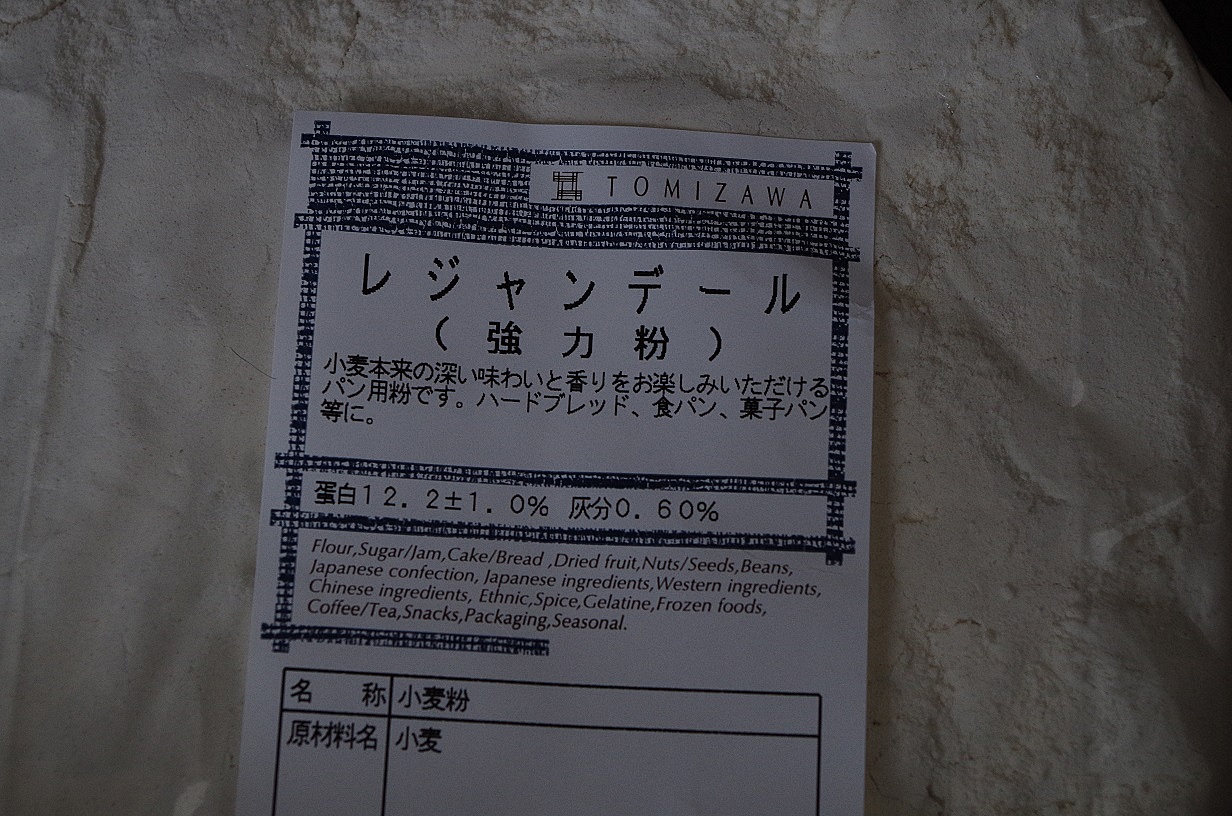 TOMIZAWA
レジャンデール
(強力粉)
小麦本来の深い味わいと香りをお楽しみいただける
パン用粉です。ハードブレッド、食パン、菓子パン
等に。
蛋白12.2±1.0% 灰分0.60%
Flour,Sugar/Jam,Cake/Bread ,Dried fruit,Nuts/Seeds,Beans,
Japanese confection, Japanese ingredients,Western ingredients,
Chinese ingredients, Ethnic,Spice,Gelatine,Frozen foods,
Coffee/Tea,Snacks,Packaging,Seasonal.
名 称 小麦粉
原材料名 小麦